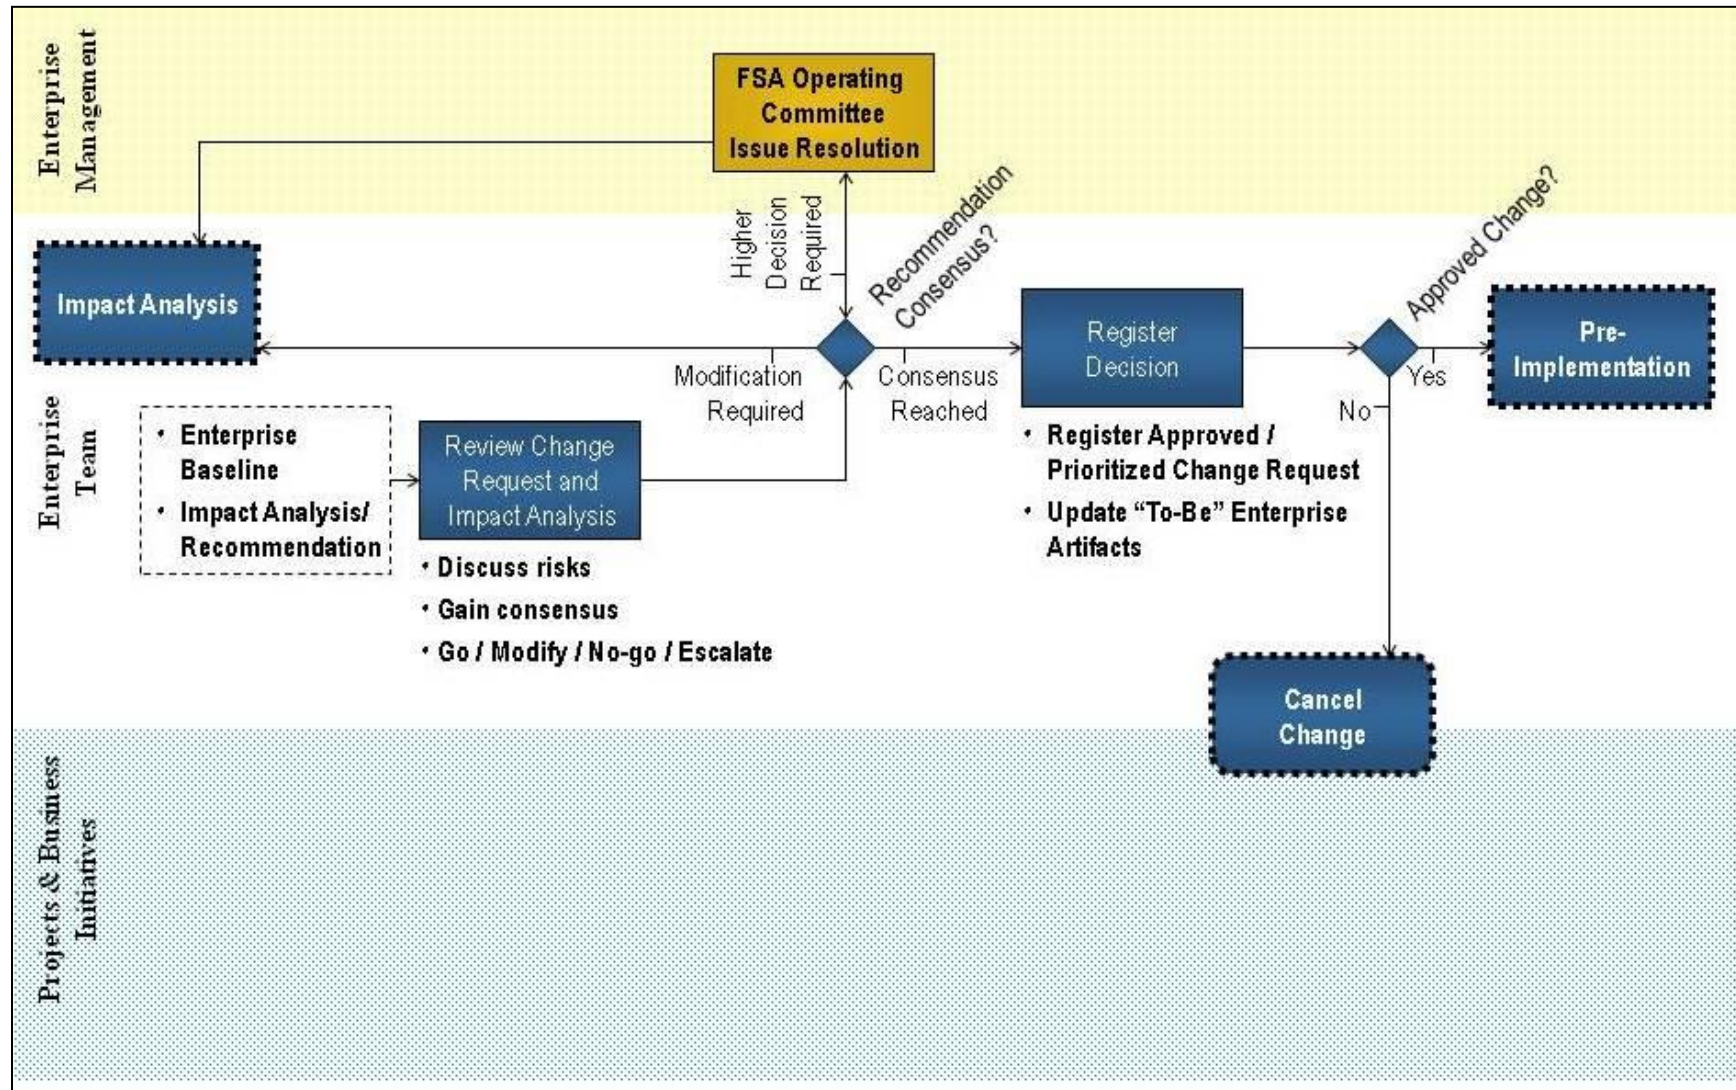 Enterprise
Management
FSA Operating
Committee
Issue Resolution
Higher
Decision
Required
Recommendation
Consensus?
Approved Change?
Enterprise
Team
Impact Analysis
Modification
Required
Consensus
Reached
Register
Decision
Yes
No
Pre-
Implementation
• Enterprise
Baseline
• Impact Analysis/
Recommendation
Review Change
Request and
Impact Analysis
• Discuss risks
• Gain consensus
• Go / Modify / No-go / Escalate
• Register Approved /
Prioritized Change Request
• Update “To-Be” Enterprise
Artifacts
Cancel
Change
Projects & Business
Initiatives